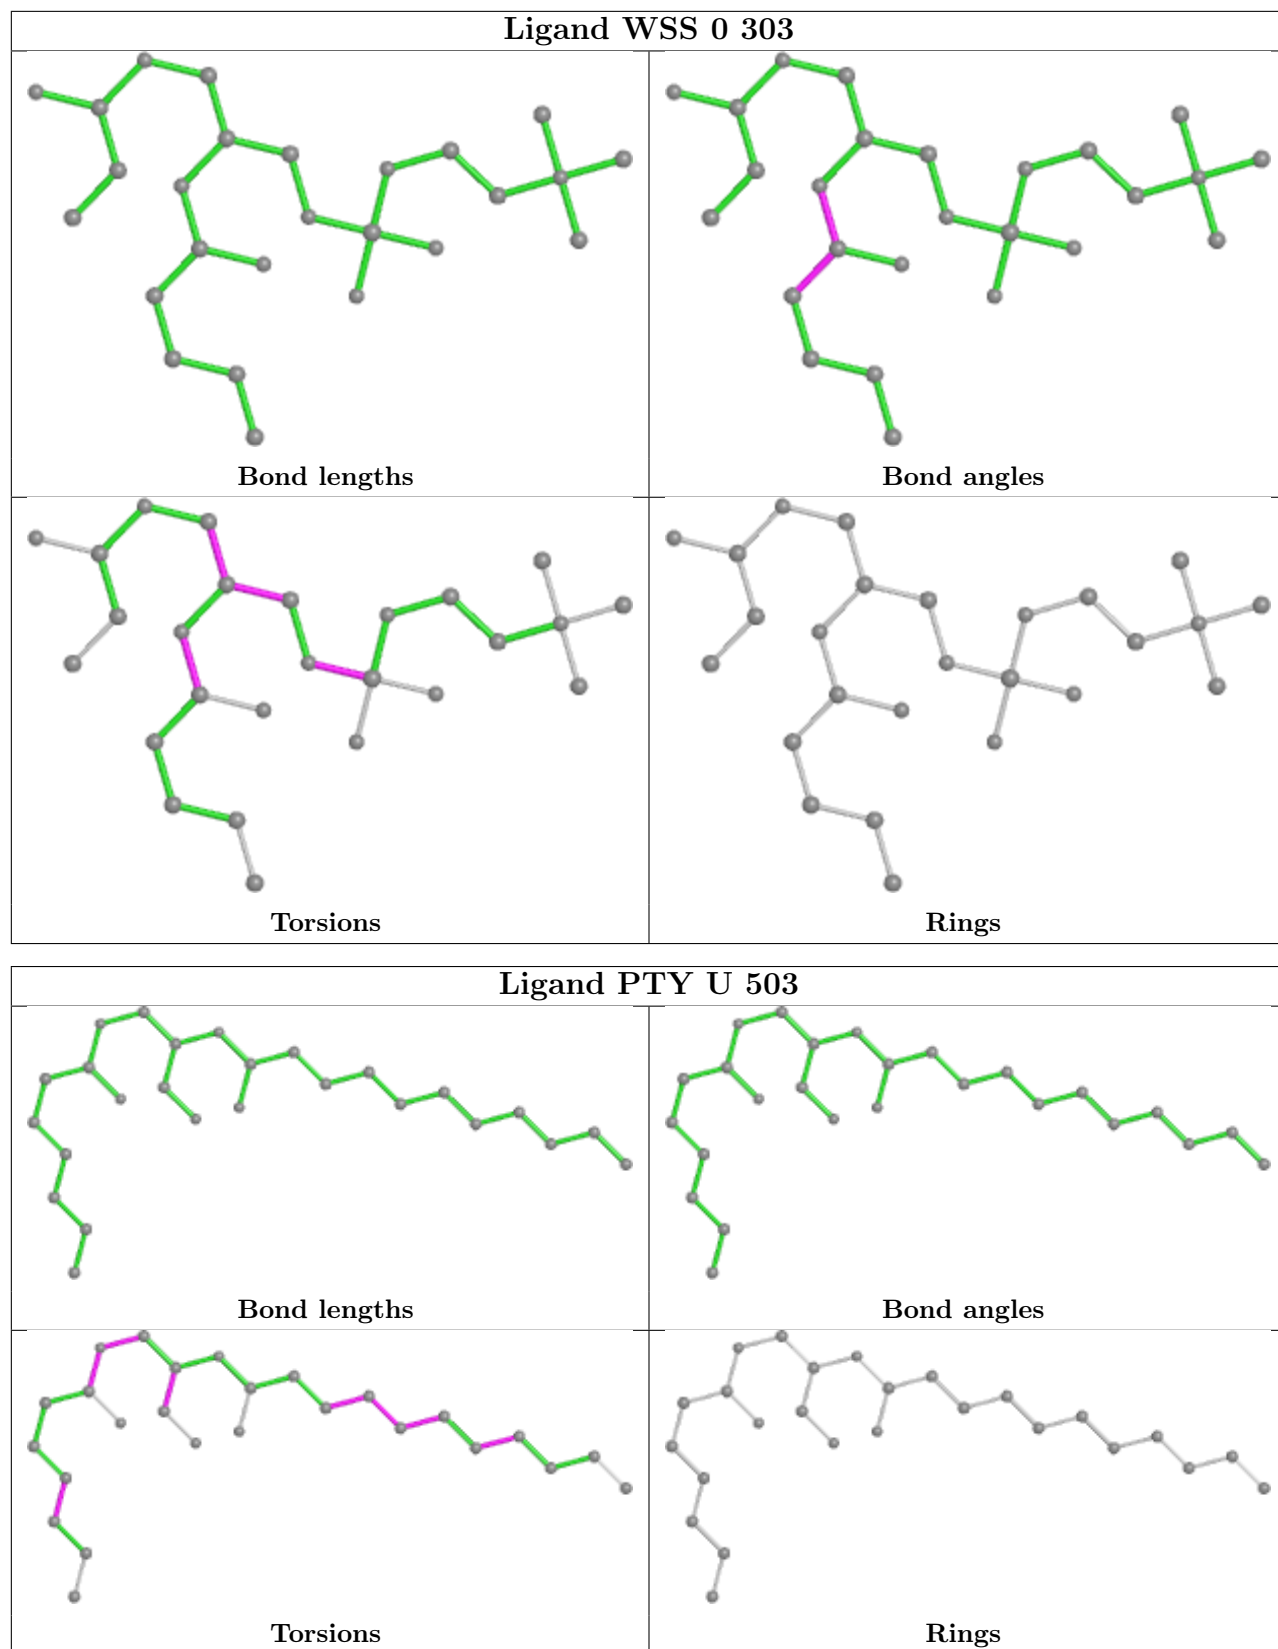 Ligand WSS 0 303
Bond lengths
Bond angles
Torsions
Rings
Ligand PTY U 503
Bond lengths
Bond angles
Torsions
Rings